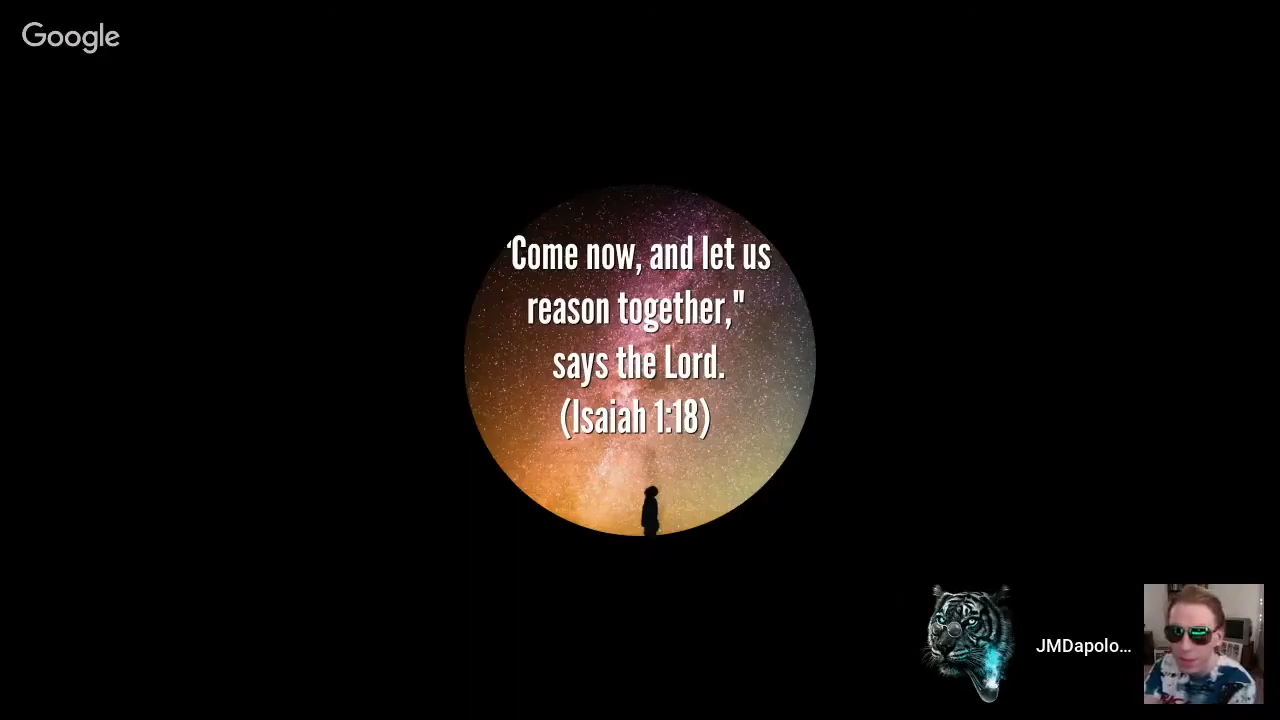 Google
‘Come now, and let us
reason together,"
says the Lord.
(Isaiah 1:18)
JMDapolo...